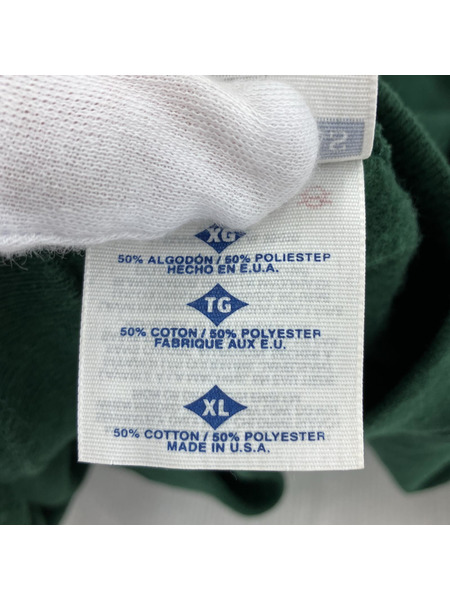 XG
50% ALGODÓN / 50% POLIESTER
HECHO EN E.U.A.
TG
50% COTON / 50% POLYESTER
FABRIQUE AUX E.U.
XL
50% COTTON / 50% POLYESTER
MADE IN U.S.A.